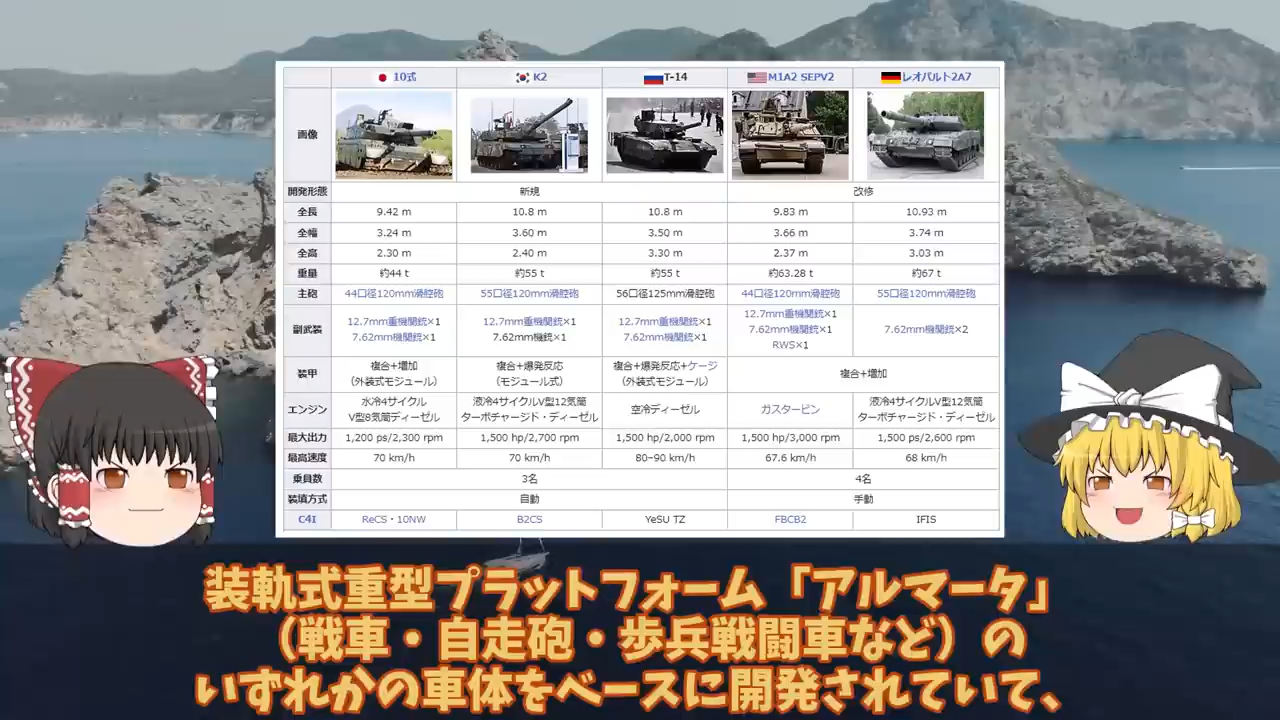 10式 K2 T-14 M1A2 SEPV2 レオパルト2A7
画像
開発形態 新規 改修
全長 9.42 m 10.8 m 10.8 m 9.83 m 10.93 m
全幅 3.24 m 3.60 m 3.50 m 3.66 m 3.74 m
全高 2.30 m 2.40 m 3.30 m 2.37 m 3.03 m
重量 約44 t 約55 t 約55 t 約63.28 t 約67 t
主砲 44口径120mm滑腔砲 55口径120mm滑腔砲 56口径125mm滑腔砲 44口径120mm滑腔砲 55口径120mm滑腔砲
副武装 12.7mm重機関銃×1 12.7mm重機関銃×1 12.7mm重機関銃×1 12.7mm重機関銃×1 7.62mm機関銃×2
7.62mm機関銃×1 7.62mm機関銃×1 7.62mm機関銃×1 7.62mm機関銃×1
RWS×1
装甲 複合+増加 複合+爆発反応 複合+爆発反応+ケージ 複合+増加
(外装式モジュール) (モジュール式) (外装式モジュール)
エンジン 水冷4サイクル 液冷4サイクルV型12気筒 空冷ディーゼル ガスタービン 液冷4サイクルV型12気筒
V型8気筒ディーゼル ターボチャージド・ディーゼル ターボチャージド・ディーゼル
最大出力 1,200 ps/2,300 rpm 1,500 hp/2,700 rpm 1,500 hp/2,000 rpm 1,500 hp/3,000 rpm 1,500 ps/2,600 rpm
最高速度 70 km/h 70 km/h 80~90 km/h 67.6 km/h 68 km/h
乗員数 3名 4名
装填方式 自動 手動
C4I ReCS・10NW B2CS YeSU TZ FBCB2 IFIS
装軌式重型プラットフォーム「アルマータ」
(戦車・自走砲・歩兵戦闘車など)の
いずれかの車体をベースに開発されていて、